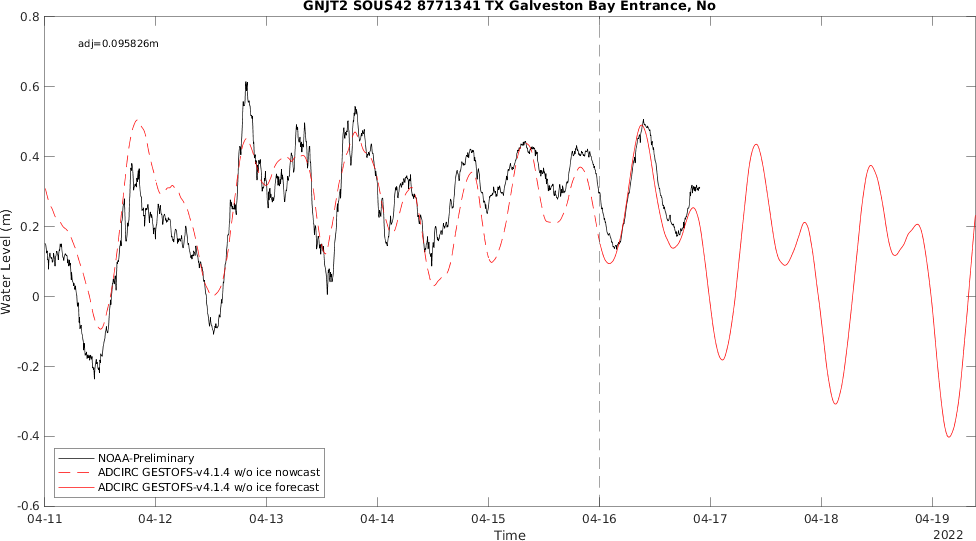 GNJT2 SOUS42 8771341 TX Galveston Bay Entrance, No
adj=0.095826m
0.8
0.6
0.4
0.2
0
-0.2
-0.4
-0.6
Water Level (m)
NOAA-Preliminary
ADCIRC GESTOFS-v4.1.4 w/o ice nowcast
ADCIRC GESTOFS-v4.1.4 w/o ice forecast
04-11 04-12 04-13 04-14 04-15 04-16 04-17 04-18 04-19
Time
2022